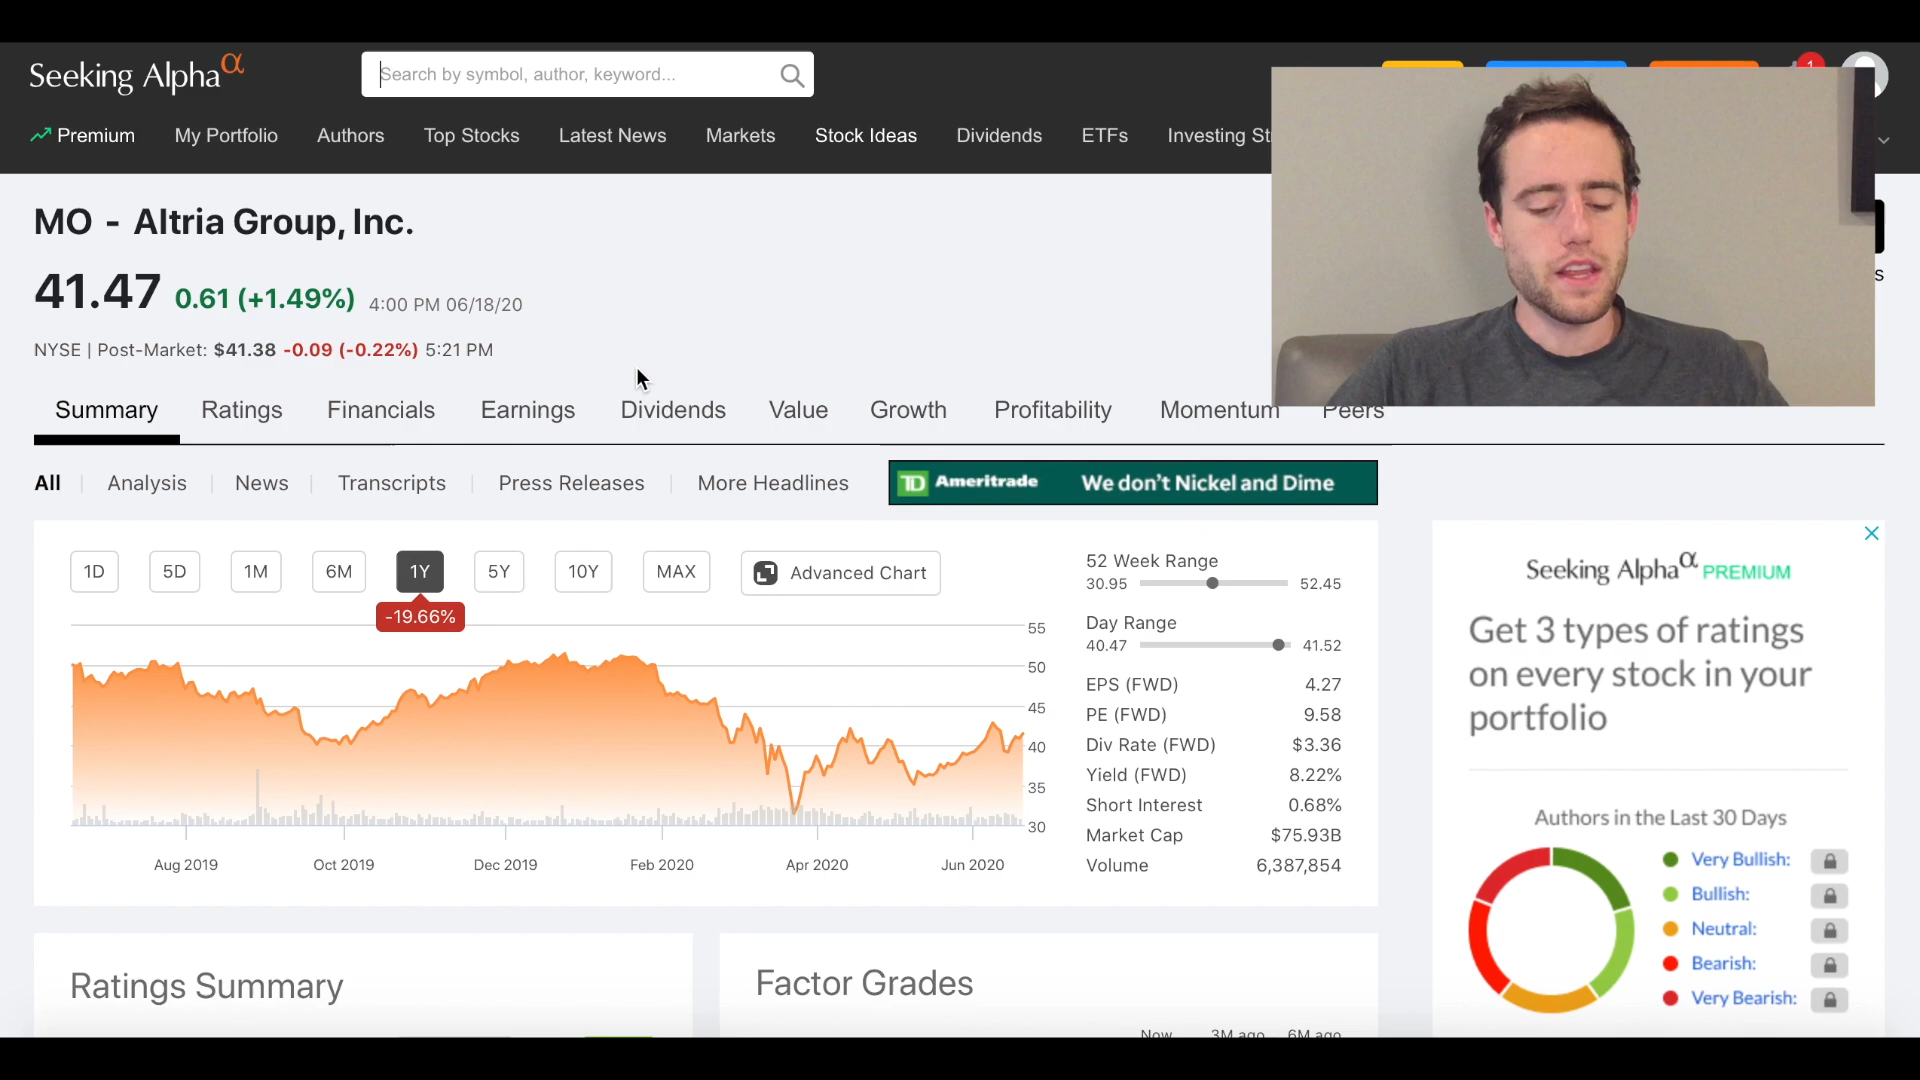 Seeking Alpha α
Search by symbol, author, keyword...
1
Premium My Portfolio Authors Top Stocks Latest News Markets Stock Ideas Dividends ETFs Investing St
MO - Altria Group, Inc.
41.47 0.61 (+1.49%) 4:00 PM 06/18/20
NYSE | Post-Market: $41.38 -0.09 (-0.22%) 5:21 PM
s
Summary Ratings Financials Earnings Dividends Value Growth Profitability Momentum Peers
All Analysis News Transcripts Press Releases More Headlines
TD Ameritrade We don't Nickel and Dime
1D 5D 1M 6M 1Y 5Y 10Y MAX Advanced Chart
-19.66%
55
50
45
40
35
30
Aug 2019 Oct 2019 Dec 2019 Feb 2020 Apr 2020 Jun 2020
52 Week Range
30.95 52.45
Day Range
40.47 41.52
EPS (FWD) 4.27
PE (FWD) 9.58
Div Rate (FWD) $3.36
Yield (FWD) 8.22%
Short Interest 0.68%
Market Cap $75.93B
Volume 6,387,854
Seeking Alpha α PREMIUM
Get 3 types of ratings
on every stock in your
portfolio
Authors in the Last 30 Days
Very Bullish:
Bullish:
Neutral:
Bearish:
Very Bearish:
Ratings Summary
Factor Grades
Now 3M ago 6M ago